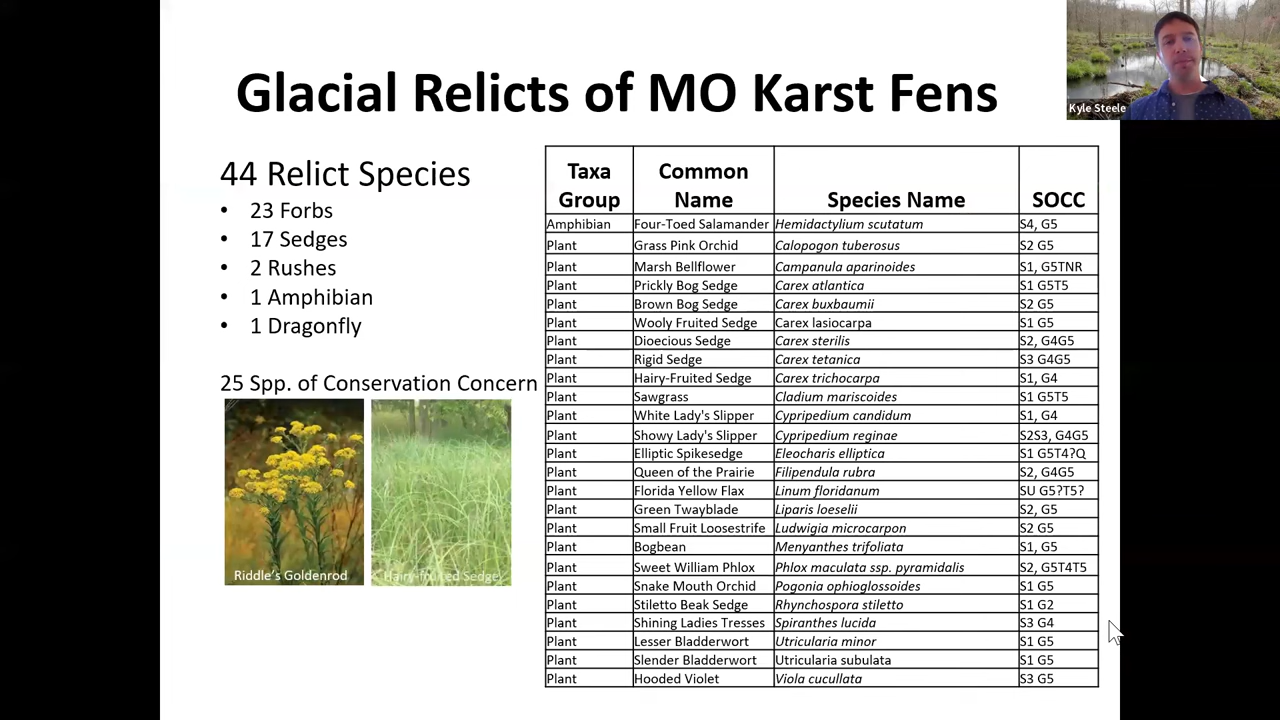 Glacial Relicts of MO Karst Fens
Kyle Steele
44 Relict Species
• 23 Forbs
• 17 Sedges
• 2 Rushes
• 1 Amphibian
• 1 Dragonfly
25 Spp. of Conservation Concern
Riddle's Goldenrod
Hairy-fruited Sedge
Taxa Group Common Name Species Name SOCC
Amphibian Four-Toed Salamander Hemidactylium scutatum S4, G5
Plant Grass Pink Orchid Calopogon tuberosus S2 G5
Plant Marsh Bellflower Campanula aparinoides S1, G5TNR
Plant Prickly Bog Sedge Carex atlantica S1 G5T5
Plant Brown Bog Sedge Carex buxbaumii S2 G5
Plant Wooly Fruited Sedge Carex lasiocarpa S1 G5
Plant Dioecious Sedge Carex sterilis S2, G4G5
Plant Rigid Sedge Carex tetanica S3 G4G5
Plant Hairy-Fruited Sedge Carex trichocarpa S1, G4
Plant Sawgrass Cladium mariscoides S1 G5T5
Plant White Lady's Slipper Cypripedium candidum S1, G4
Plant Showy Lady's Slipper Cypripedium reginae S2S3, G4G5
Plant Elliptic Spikesedge Eleocharis elliptica S1 G5T4?Q
Plant Queen of the Prairie Filipendula rubra S2, G4G5
Plant Florida Yellow Flax Linum floridanum SU G5?T5?
Plant Green Twayblade Liparis loeselii S2, G5
Plant Small Fruit Loosestrife Ludwigia microcarpon S2 G5
Plant Bogbean Menyanthes trifoliata S1, G5
Plant Sweet William Phlox Phlox maculata ssp. pyramidalis S2, G5T4T5
Plant Snake Mouth Orchid Pogonia ophioglossoides S1 G5
Plant Stiletto Beak Sedge Rhynchospora stiletto S1 G2
Plant Shining Ladies Tresses Spiranthes lucida S3 G4
Plant Lesser Bladderwort Utricularia minor S1 G5
Plant Slender Bladderwort Utricularia subulata S1 G5
Plant Hooded Violet Viola cucullata S3 G5